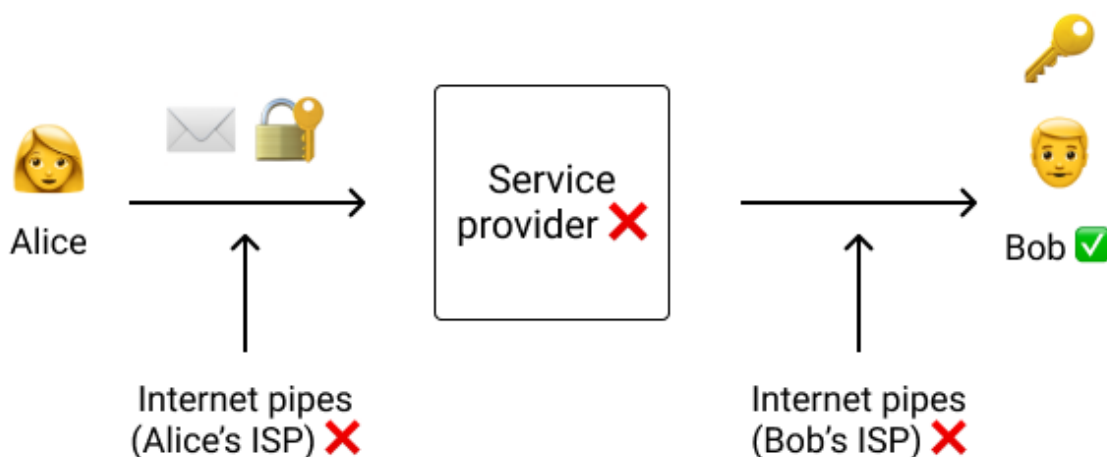 Service
provider ❌
Alice
Bob ✅
Internet pipes
(Alice’s ISP) ❌
Internet pipes
(Bob’s ISP) ❌